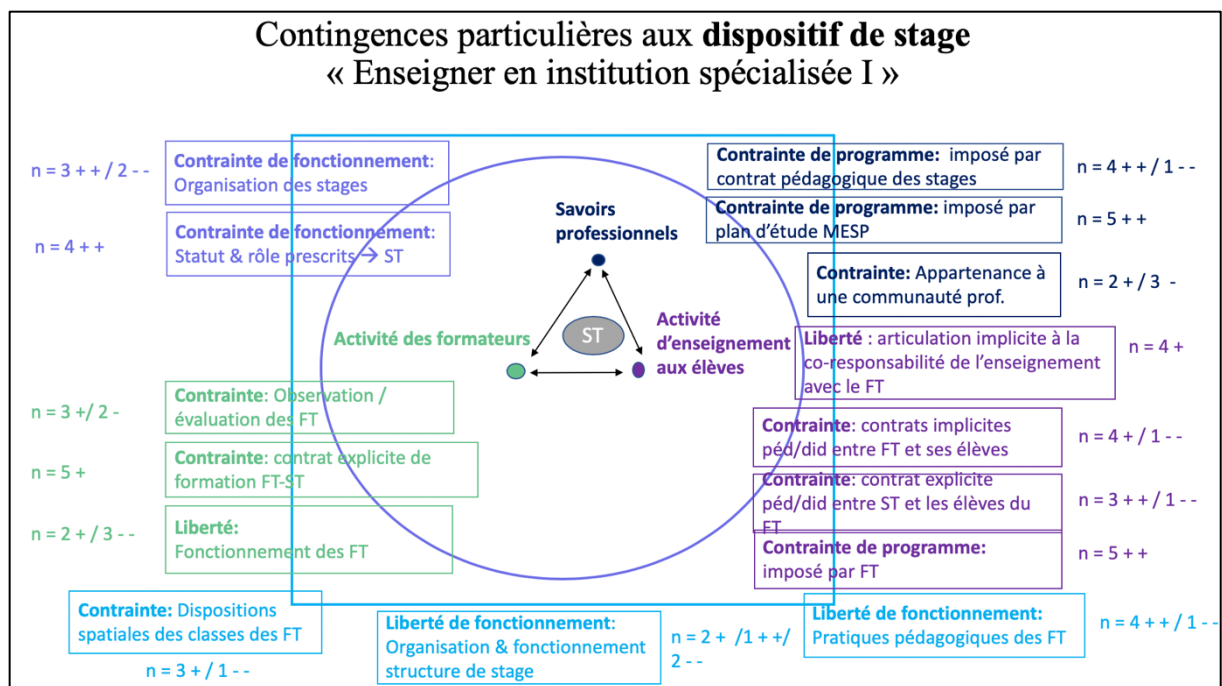 Contingences particulières aux dispositif de stage
« Enseigner en institution spécialisée I »
n = 3 + + / 2 - -
Contrainte de fonctionnement:
Organisation des stages
n = 4 + +
Contrainte de fonctionnement:
Statut & rôle prescrits → ST
Contrainte de programme: imposé par
contrat pédagogique des stages
n = 4 + + / 1 - -
Contrainte de programme: imposé par
plan d'étude MESP
n = 5 + +
Contrainte: Appartenance à
une communauté prof.
n = 2 + / 3 -
Savoirs
professionnels
Activité des formateurs
ST
Activité
d'enseignement
aux élèves
Liberté : articulation implicite à la
co-responsabilité de l'enseignement
avec le FT
n = 4 +
n = 3 +/ 2 -
Contrainte: Observation /
évaluation des FT
n = 5 +
Contrainte: contrat explicite de
formation FT-ST
n = 2 + / 3 - -
Liberté:
Fonctionnement des FT
Contrainte: contrats implicites
péd/did entre FT et ses élèves
n = 4 + / 1 - -
Contrainte: contrat explicite
péd/did entre ST et les élèves du
FT
n = 3 + + / 1 - -
Contrainte de programme:
imposé par FT
n = 5 + +
Contrainte: Dispositions
spatiales des classes des FT
n = 3 + / 1 - -
Liberté de fonctionnement:
Organisation & fonctionnement
structure de stage
n = 2 + /1 + +/
2 - -
Liberté de fonctionnement:
Pratiques pédagogiques des FT
n = 4 + + / 1 - -